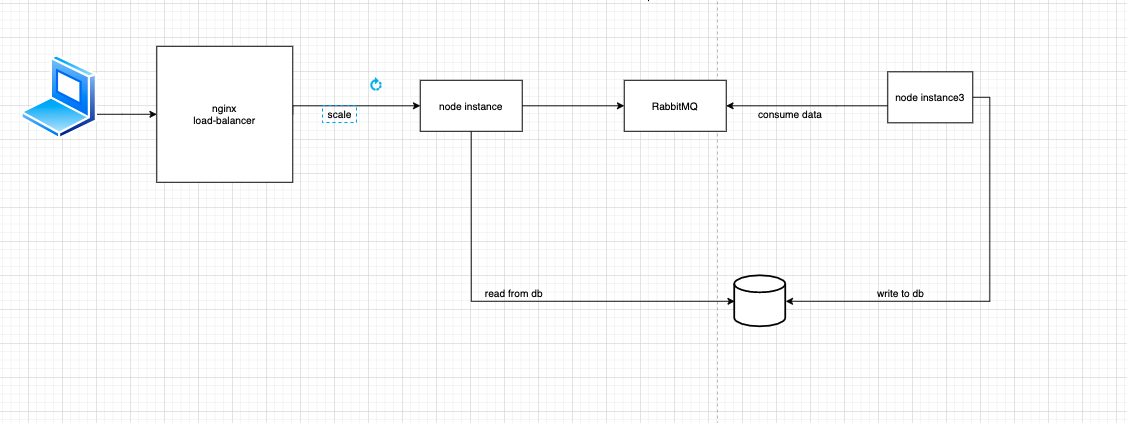 nginx
load-balancer
scale
node instance
RabbitMQ
consume data
node instance3
read from db
write to db